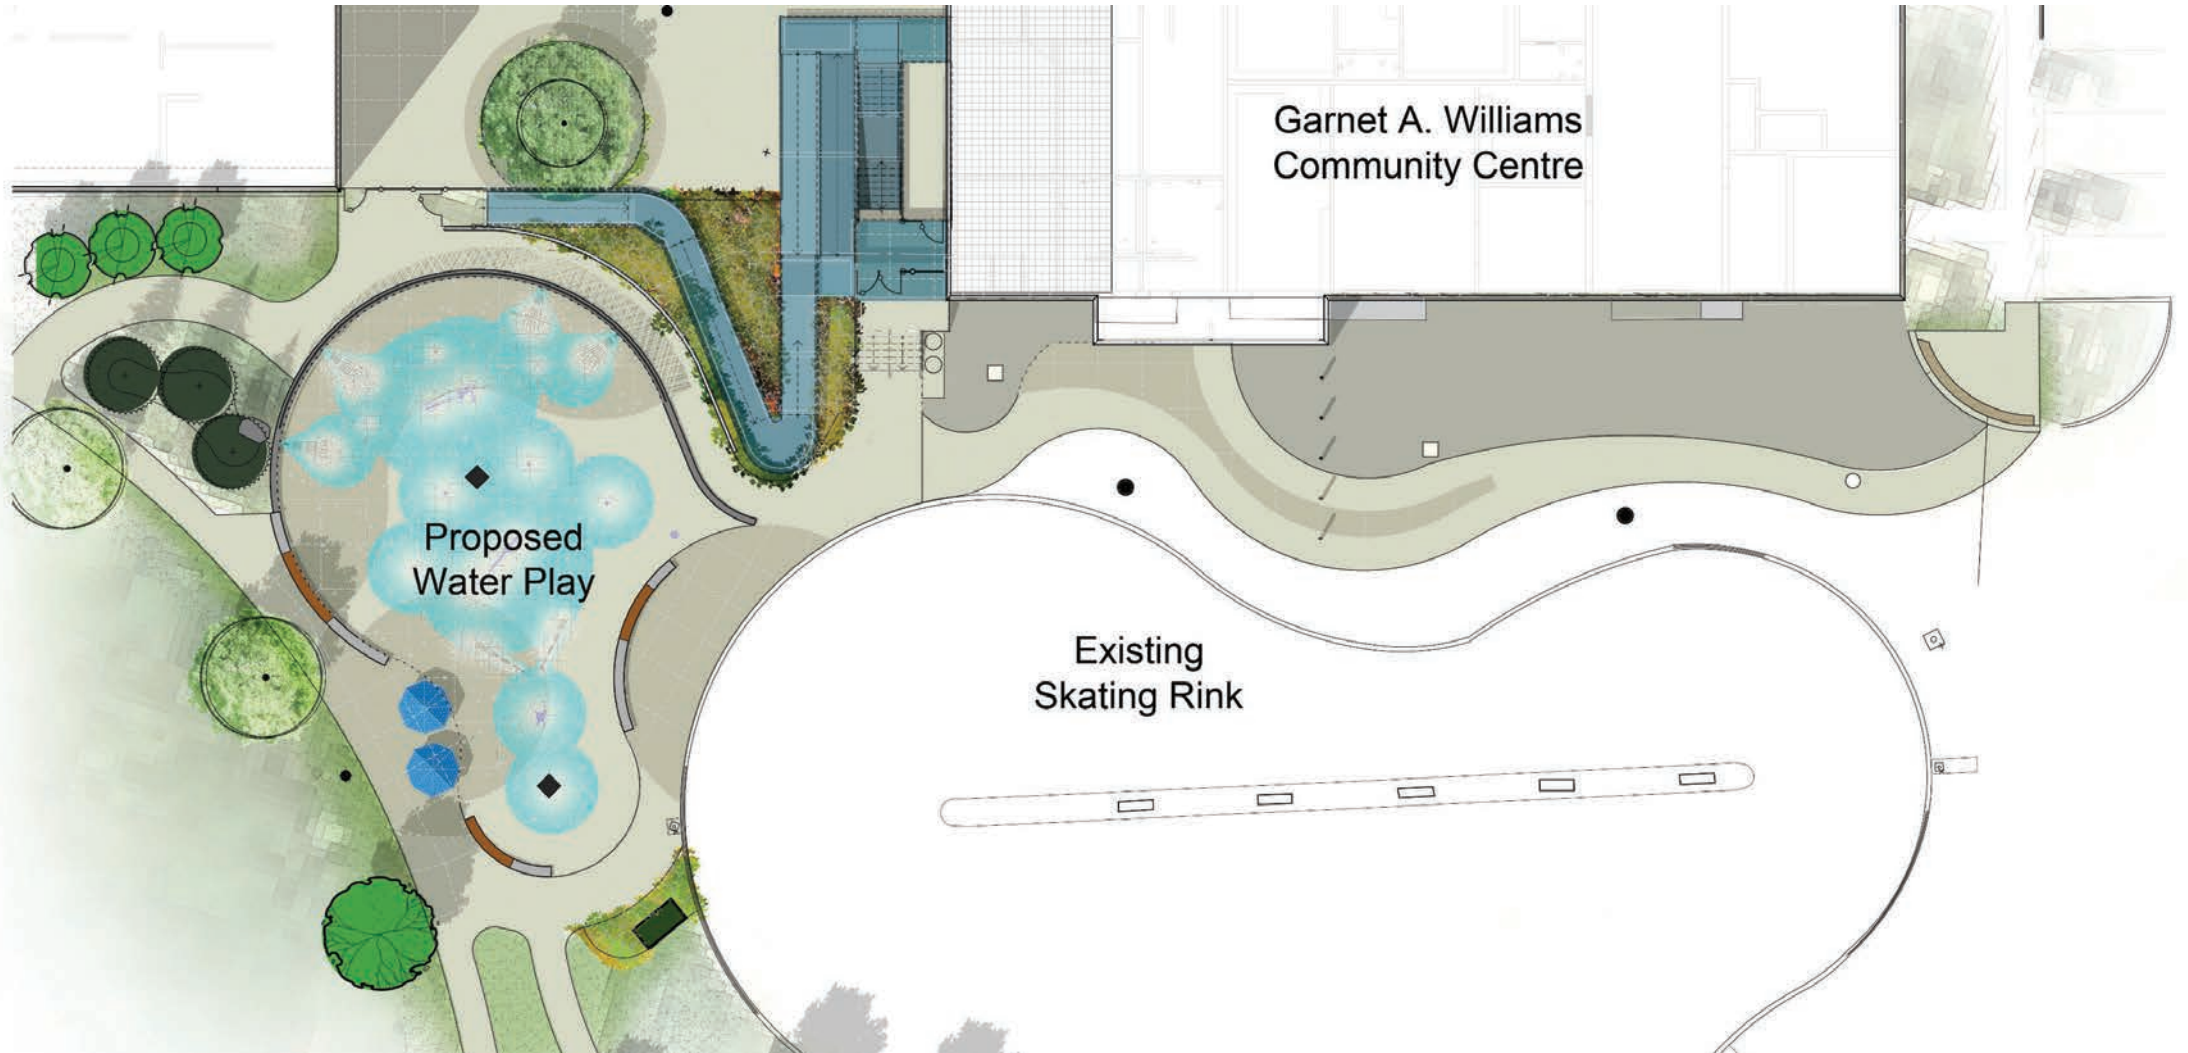 Garnet A. Williams
Community Centre
Proposed
Water Play
Existing
Skating Rink